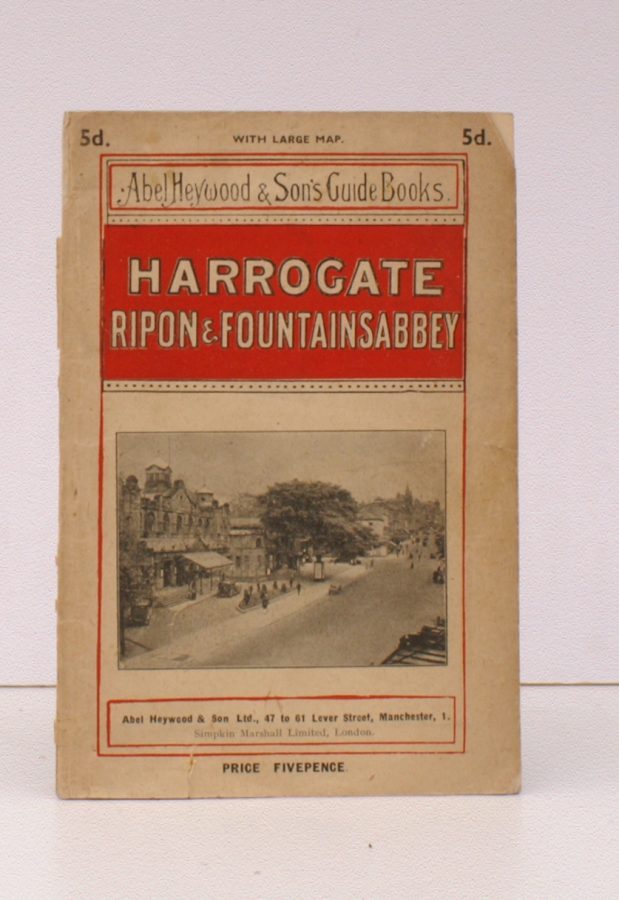 5d. WITH LARGE MAP. 5d.
Abel Heywood & Son's Guide Books.
HARROGATE
RIPON & FOUNTAINS ABBEY
Abel Heywood & Son Ltd., 47 to 61 Lever Street, Manchester, 1.
Simpkin Marshall Limited, London.
PRICE FIVEPENCE.